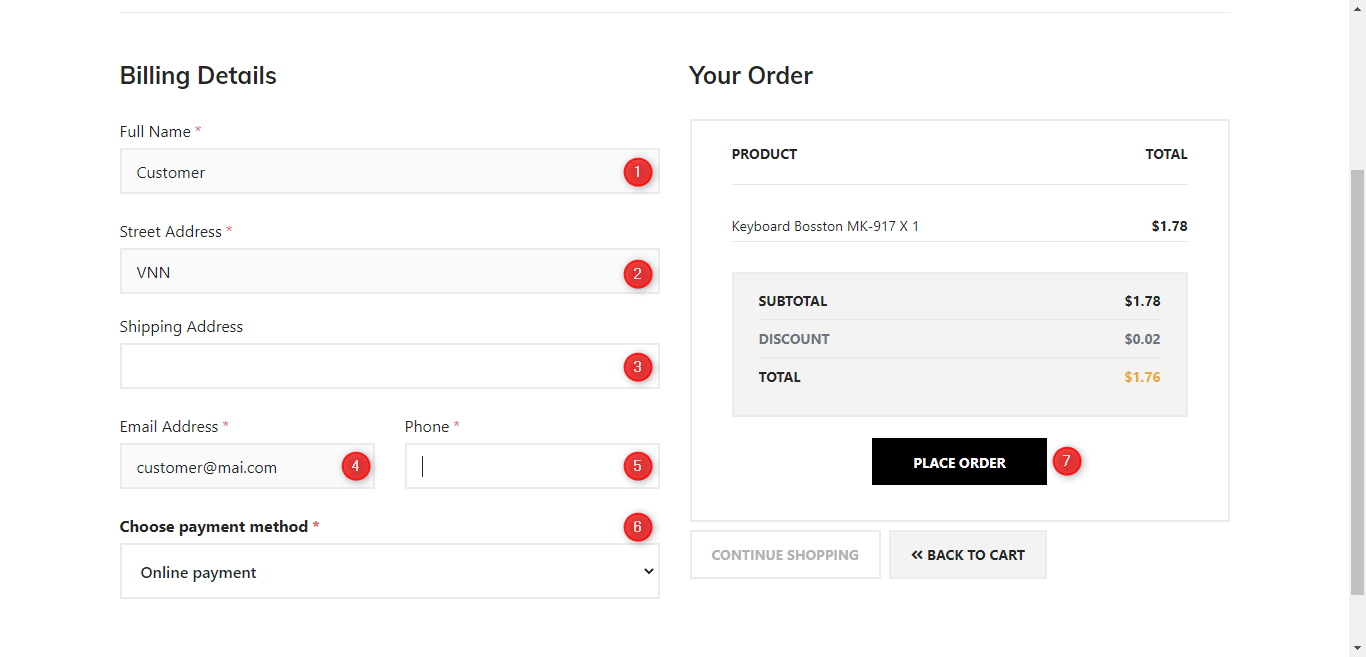 Billing Details
Full Name *
Customer
1
Street Address *
VNN
2
Shipping Address
3
Email Address *
customer@mai.com
4
Phone *
5
Choose payment method *
6
Online payment
Your Order
PRODUCT TOTAL
Keyboard Bosston MK-917 X 1 $1.78
SUBTOTAL $1.78
DISCOUNT $0.02
TOTAL $1.76
PLACE ORDER
7
CONTINUE SHOPPING
« BACK TO CART